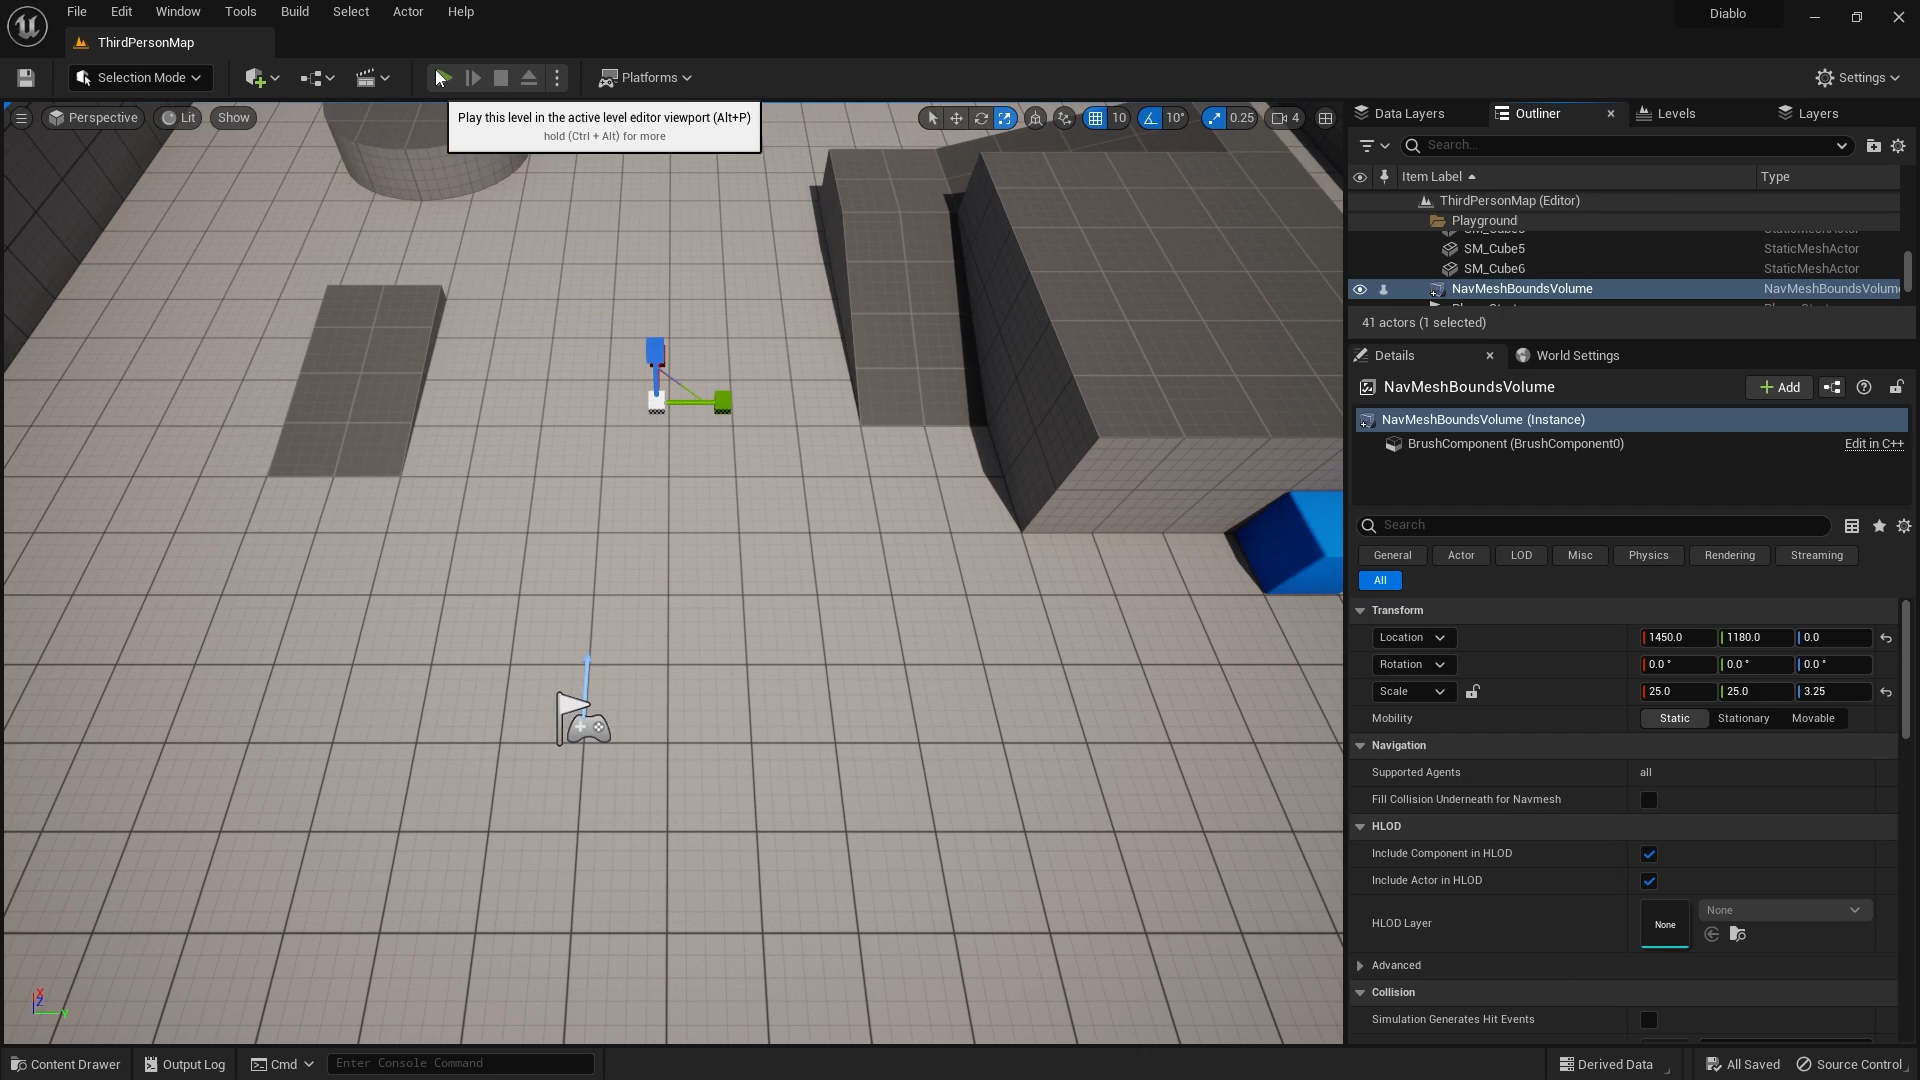 File Edit Window Tools Build Select Actor Help
Diablo
ThirdPersonMap
Selection Mode
Platforms
Settings
Perspective
Lit
Show
Play this level in the active level editor viewport (Alt+P)
hold (Ctrl + Alt) for more
10
10°
0.25
4
Data Layers
Outliner
Levels
Layers
Search...
Item Label
Type
ThirdPersonMap (Editor)
Playground
SM_Cube5 StaticMeshActor
SM_Cube6 StaticMeshActor
NavMeshBoundsVolume NavMeshBoundsVolume
41 actors (1 selected)
Details
World Settings
NavMeshBoundsVolume
Add
NavMeshBoundsVolume (Instance)
BrushComponent (BrushComponent0)
Edit in C++
Search
General
Actor
LOD
Misc
Physics
Rendering
Streaming
All
Transform
Location 1450.0 1180.0 0.0
Rotation 0.0 ° 0.0 ° 0.0 °
Scale 25.0 25.0 3.25
Mobility Static Stationary Movable
Navigation
Supported Agents all
Fill Collision Underneath for Navmesh
HLOD
Include Component in HLOD
Include Actor in HLOD
HLOD Layer None None
Advanced
Collision
Simulation Generates Hit Events
X
Z
Y
Content Drawer
Output Log
Cmd
Enter Console Command
Derived Data
All Saved
Source Control